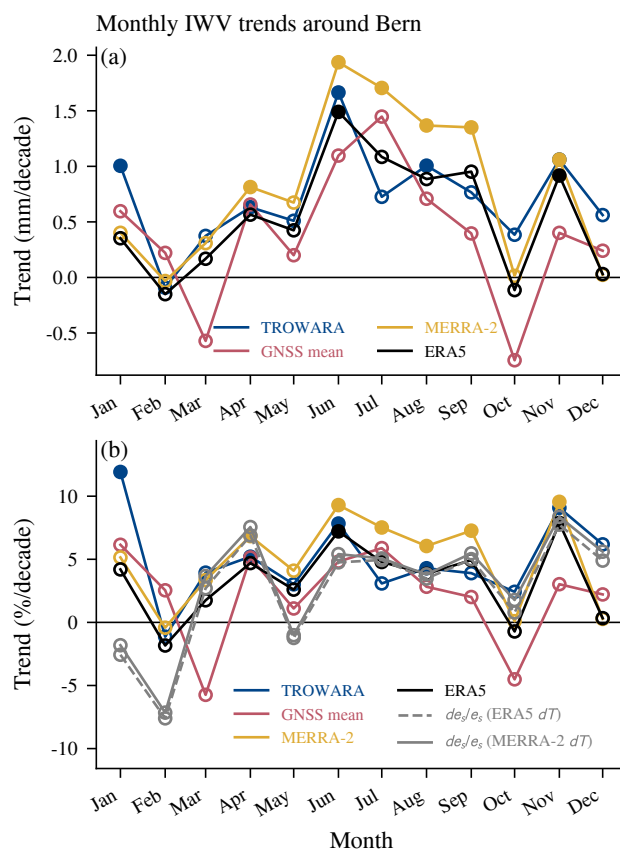 Monthly IWV trends around Bern
(a)
Trend (mm/decade)
2.0
1.5
1.0
0.5
0.0
-0.5
TROWARA
GNSS mean
MERRA-2
ERA5
Jan Feb Mar Apr May Jun Jul Aug Sep Oct Nov Dec
(b)
Trend (%/decade)
10
5
0
-5
-10
TROWARA
GNSS mean
MERRA-2
ERA5
de_s/e_s (ERA5 dT)
de_s/e_s (MERRA-2 dT)
Jan Feb Mar Apr May Jun Jul Aug Sep Oct Nov Dec
Month